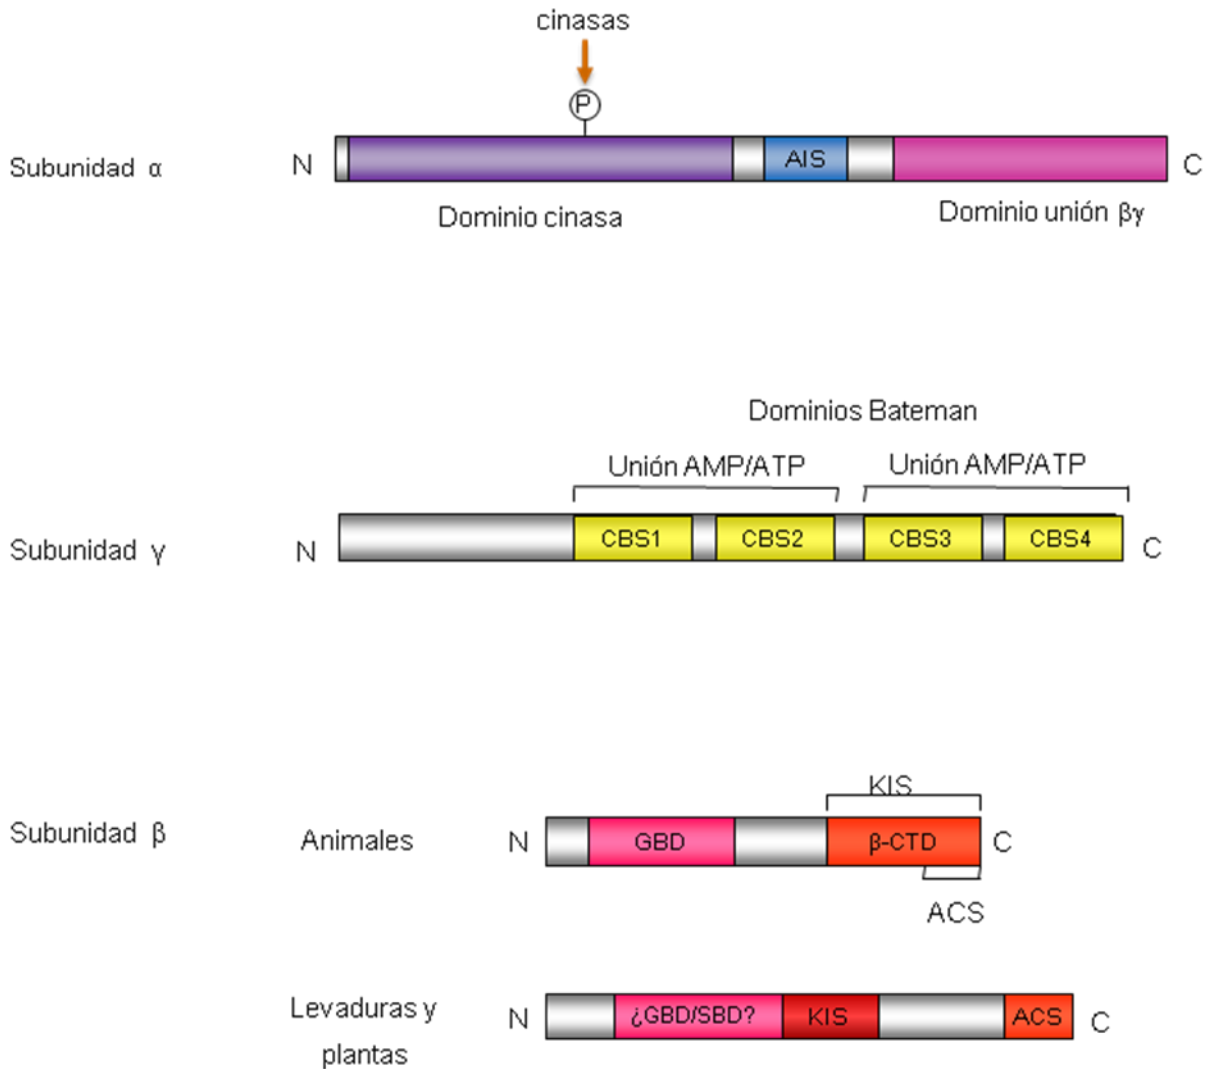 cinasas
P
Subunidad α
N
AIS
C
Dominio cinasa
Dominio unión βγ
Dominios Bateman
Unión AMP/ATP
Unión AMP/ATP
Subunidad γ
N
CBS1
CBS2
CBS3
CBS4
C
KIS
Subunidad β
Animales
N
GBD
β-CTD
C
ACS
Levaduras y
plantas
N
¿GBD/SBD?
KIS
ACS
C